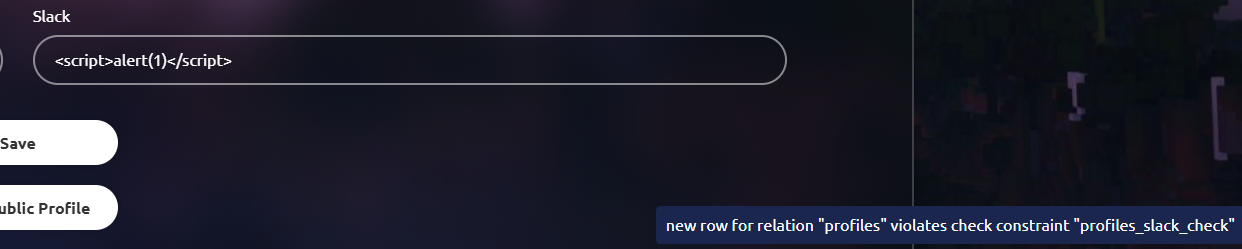 Slack
<script>alert(1)</script>
Save
ublic Profile
new row for relation "profiles" violates check constraint "profiles_slack_check"